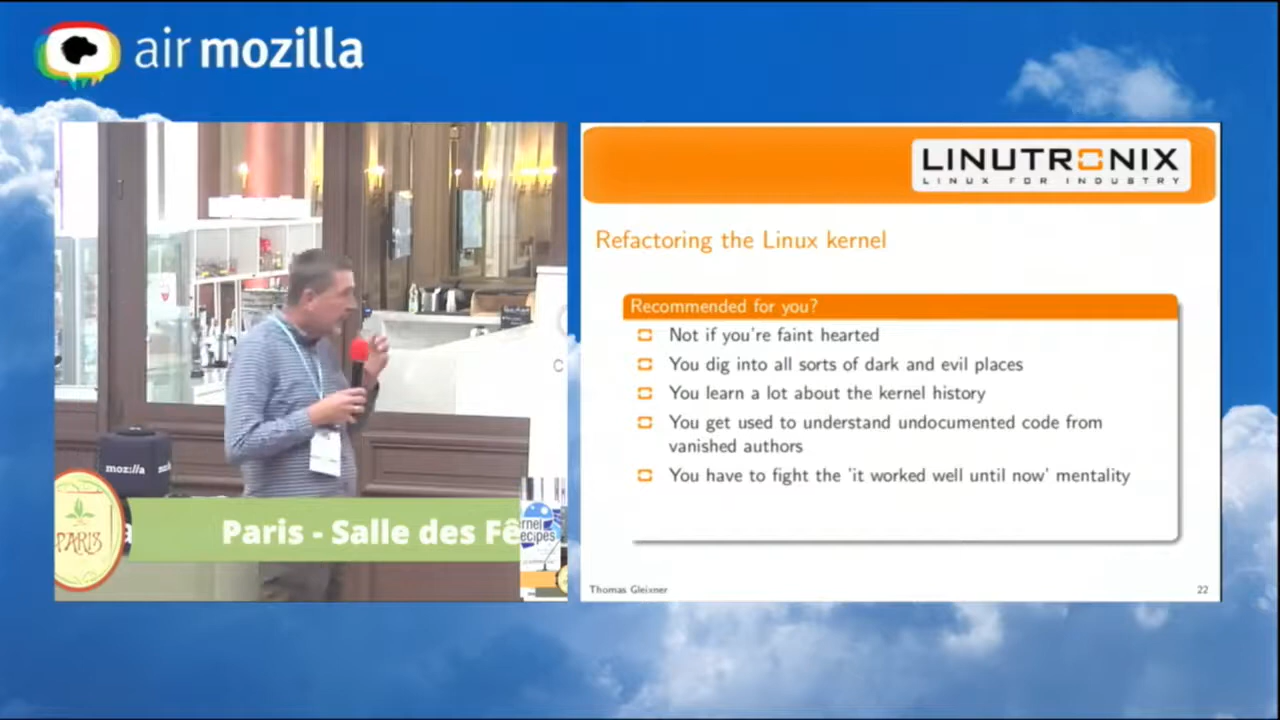 air mozilla
LINUTRONIX
LINUX FOR INDUSTRY
Refactoring the Linux kernel
Recommended for you?
Not if you're faint hearted
You dig into all sorts of dark and evil places
You learn a lot about the kernel history
You get used to understand undocumented code from
vanished authors
You have to fight the 'it worked well until now' mentality
Thomas Gleixner
22
moz://a
PARIS
Paris - Salle des Fê